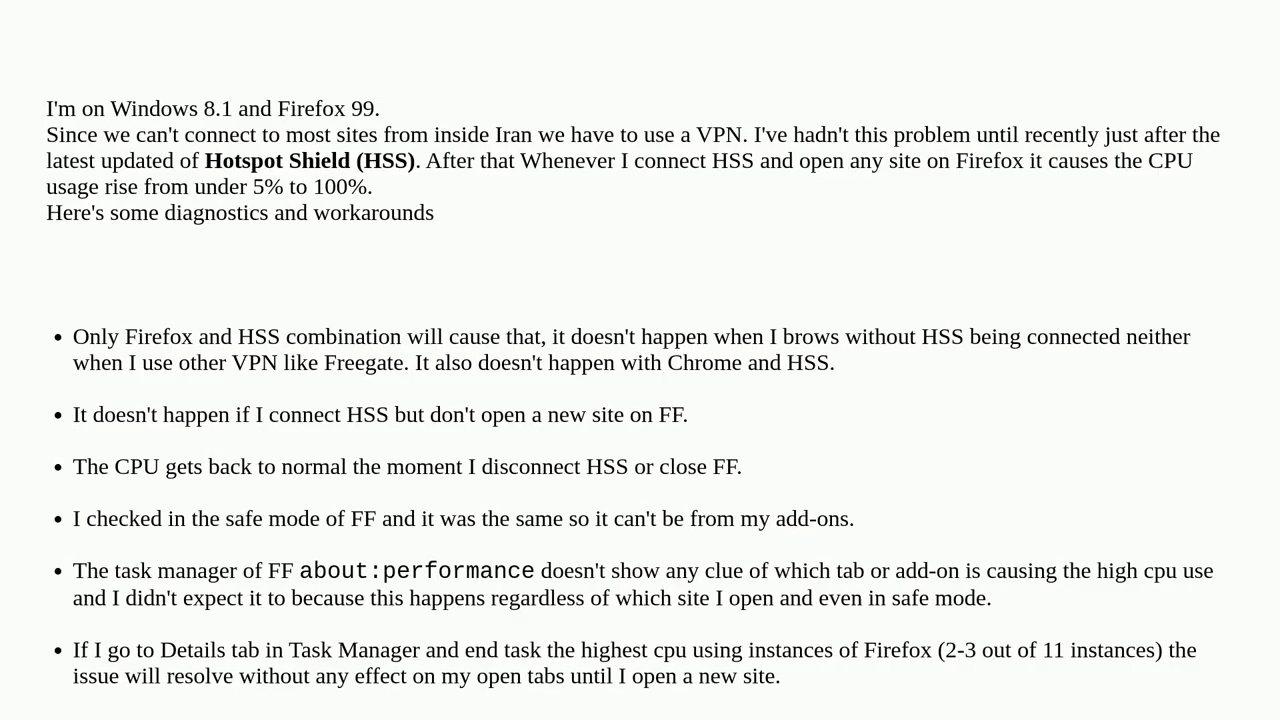 I'm on Windows 8.1 and Firefox 99.
Since we can't connect to most sites from inside Iran we have to use a VPN. I've hadn't this problem until recently just after the
latest updated of Hotspot Shield (HSS). After that Whenever I connect HSS and open any site on Firefox it causes the CPU
usage rise from under 5% to 100%.
Here's some diagnostics and workarounds
• Only Firefox and HSS combination will cause that, it doesn't happen when I brows without HSS being connected neither
when I use other VPN like Freegate. It also doesn't happen with Chrome and HSS.
• It doesn't happen if I connect HSS but don't open a new site on FF.
• The CPU gets back to normal the moment I disconnect HSS or close FF.
• I checked in the safe mode of FF and it was the same so it can't be from my add-ons.
• The task manager of FF about:performance doesn't show any clue of which tab or add-on is causing the high cpu use
and I didn't expect it to because this happens regardless of which site I open and even in safe mode.
• If I go to Details tab in Task Manager and end task the highest cpu using instances of Firefox (2-3 out of 11 instances) the
issue will resolve without any effect on my open tabs until I open a new site.